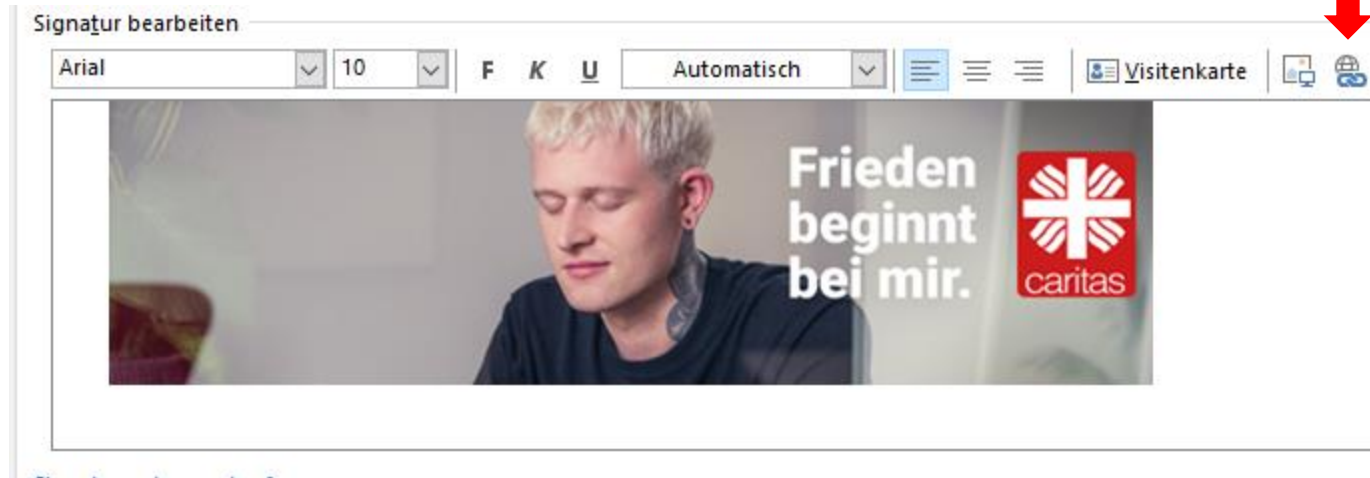 Signatur bearbeiten
Arial 10 F K U Automatisch Visitenkarte
Frieden
beginnt
bei mir.
caritas